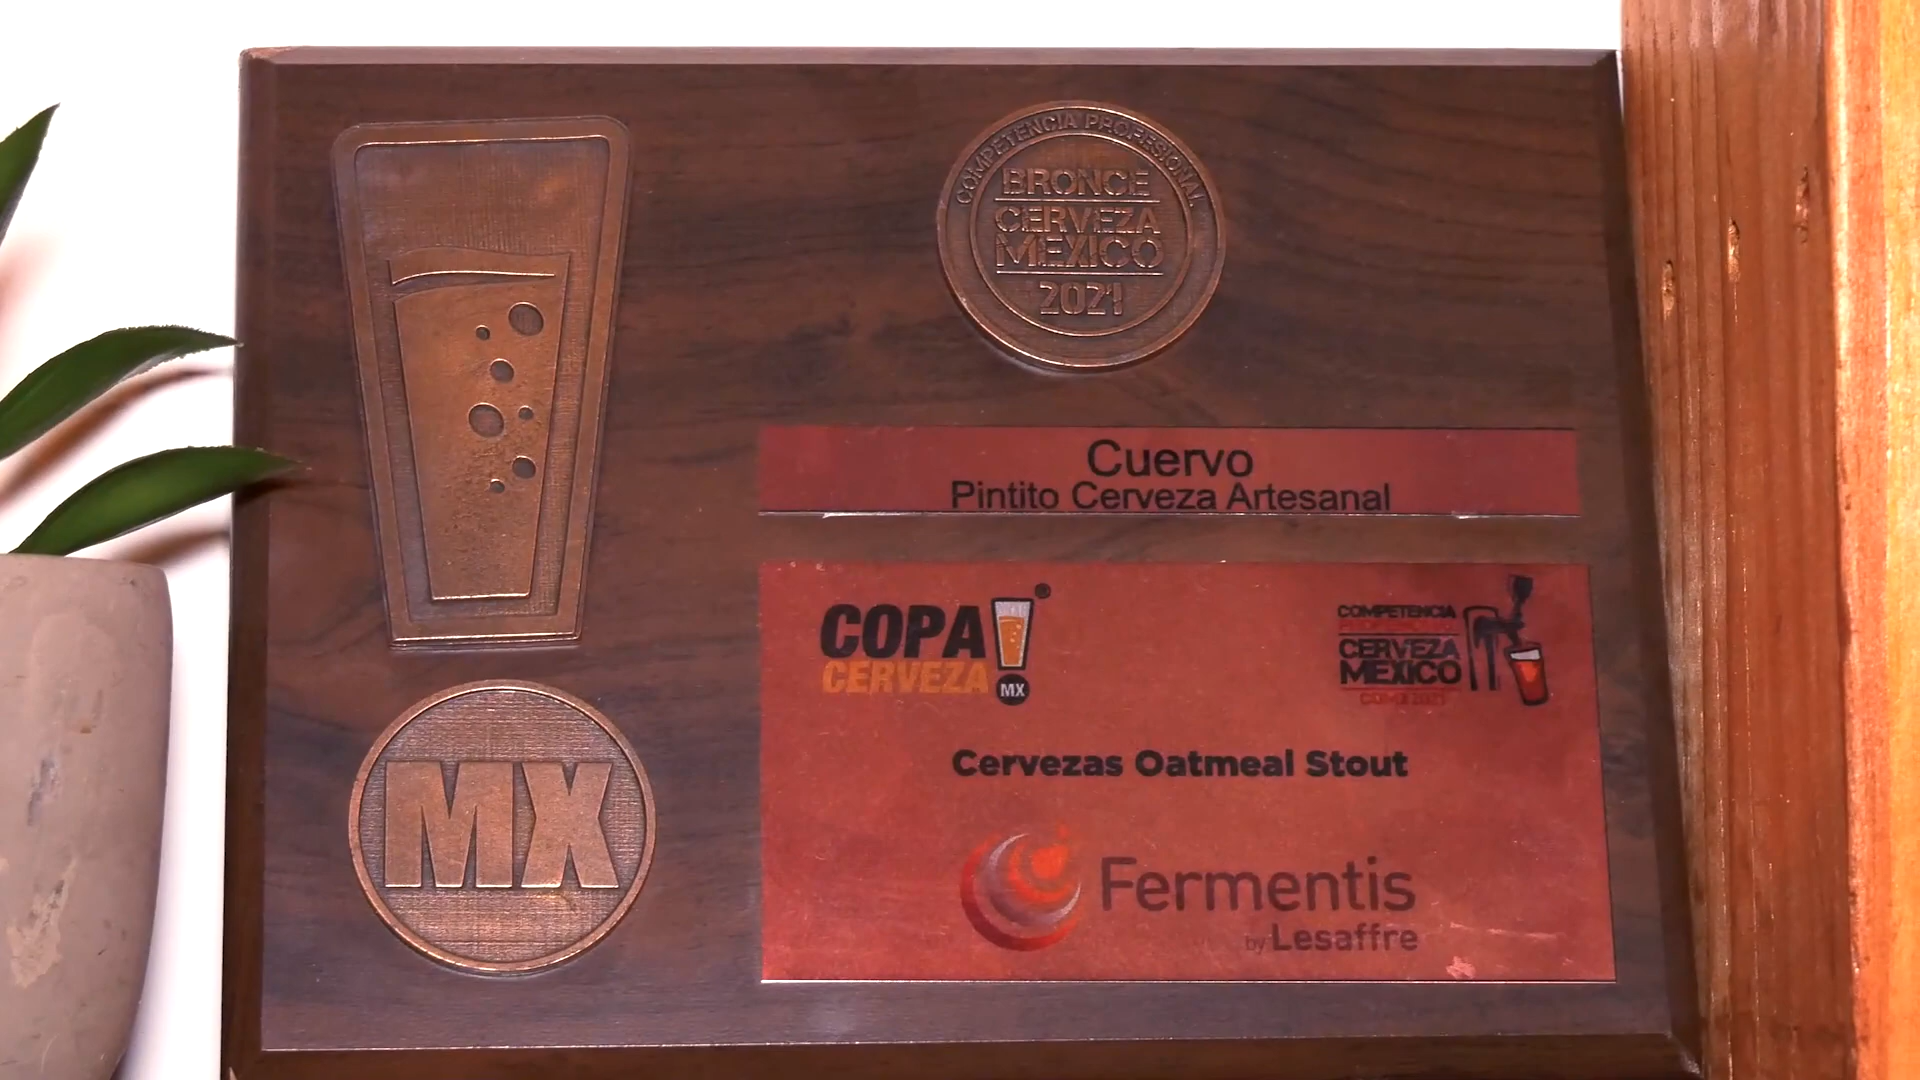 COMPETENCIA PROFESIONAL
BRONCE
CERVEZA
MEXICO
2021
Cuervo
Pintito Cerveza Artesanal
COPA
CERVEZA
MX
®
COMPETENCIA
CERVEZA
MEXICO
Cervezas Oatmeal Stout
Fermentis
by Lesaffre
MX